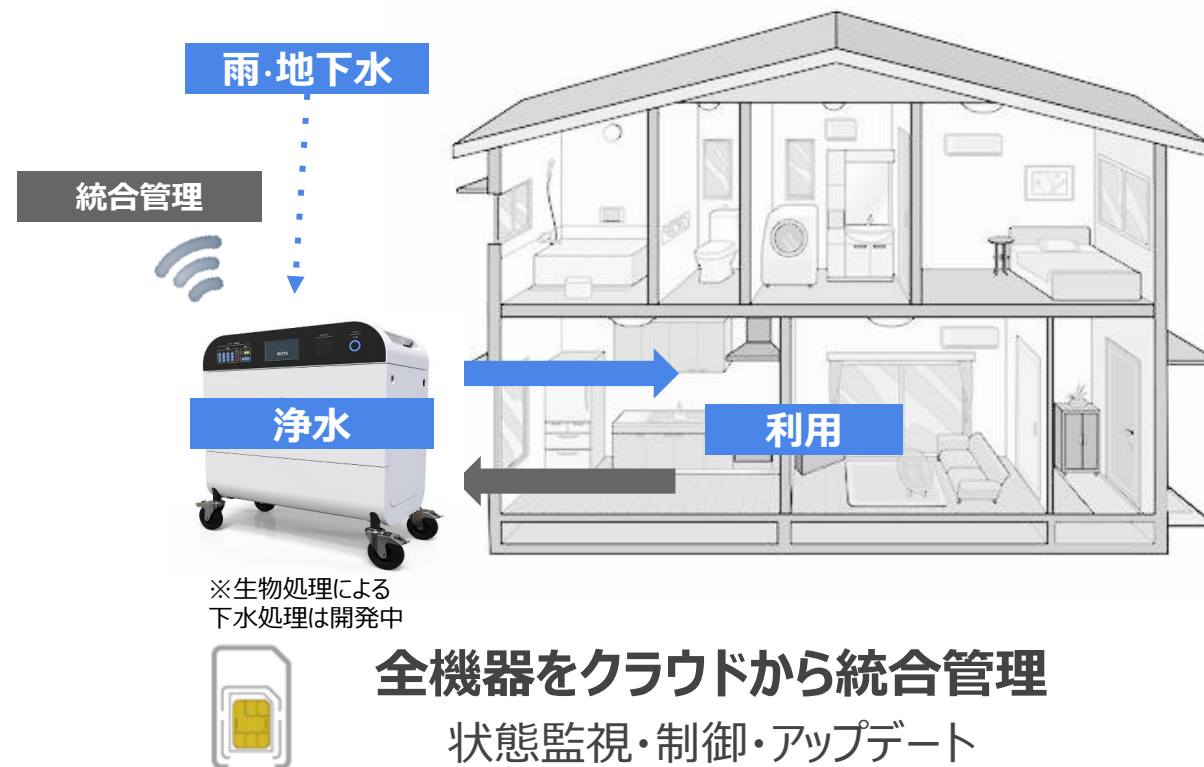 雨・地下水
統合管理
WOTA
浄水
利用
※生物処理による
下水処理は開発中
全機器をクラウドから統合管理
状態監視・制御・アップデート